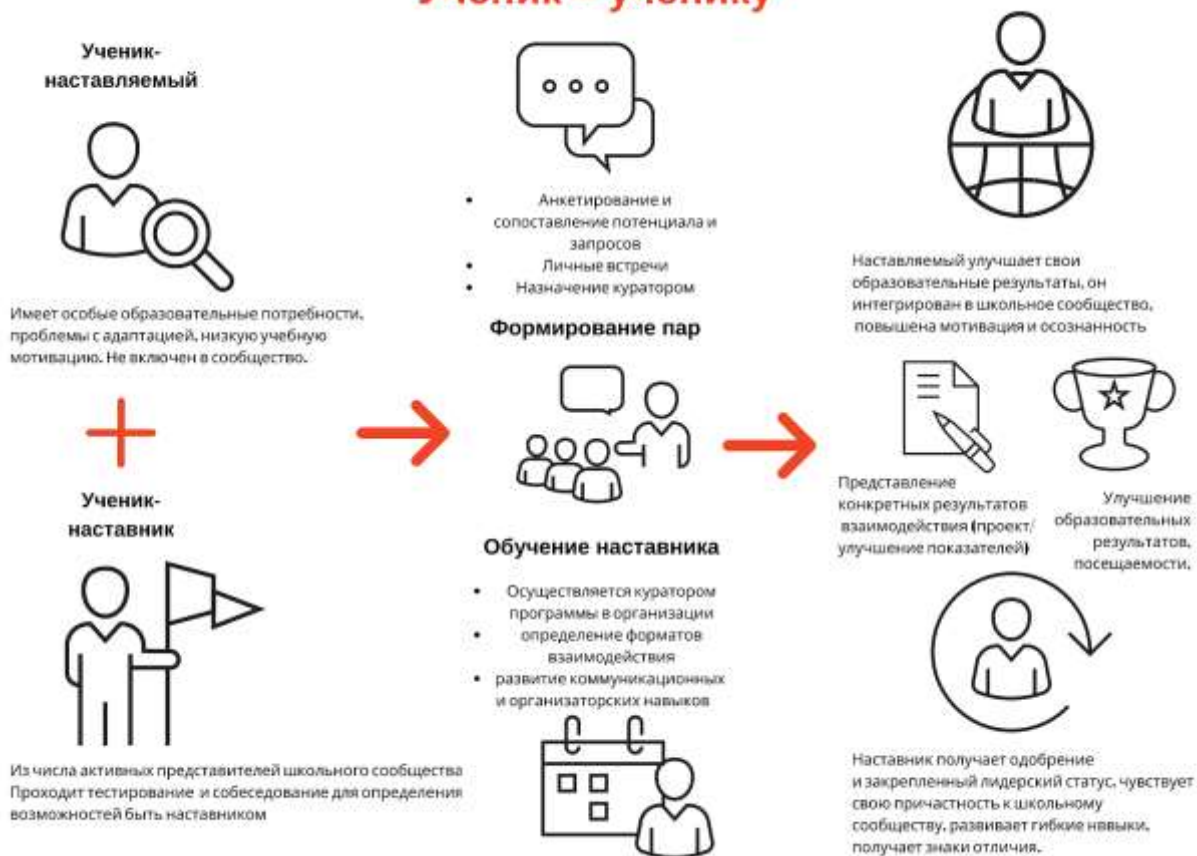 Ученик – ученику
Ученик-
наставляемый
Имеет особые образовательные потребности,
проблемы с адаптацией, низкую учебную
мотивацию. Не включен в сообщество.
Ученик-
наставник
Из числа активных представителей школьного сообщества
Проходит тестирование и собеседование для определения
возможностей быть наставником
• Анкетирование и
сопоставление потенциала и
запросов
• Личные встречи
• Назначение куратором
Формирование пар
Обучение наставника
• Осуществляется куратором
программы в организации
• определение форматов
взаимодействия
• развитие коммуникационных
и организаторских навыков
Наставляемый улучшает свои
образовательные результаты, он
интегрирован в школьное сообщество,
повышена мотивация и осознанность
Представление
конкретных результатов
взаимодействия (проект/
улучшение показателей)
Улучшение
образовательных
результатов,
посещаемости.
Наставник получает одобрение
и закрепленный лидерский статус, чувствует
свою причастность к школьному
сообществу, развивает гибкие навыки,
получает знаки отличия.